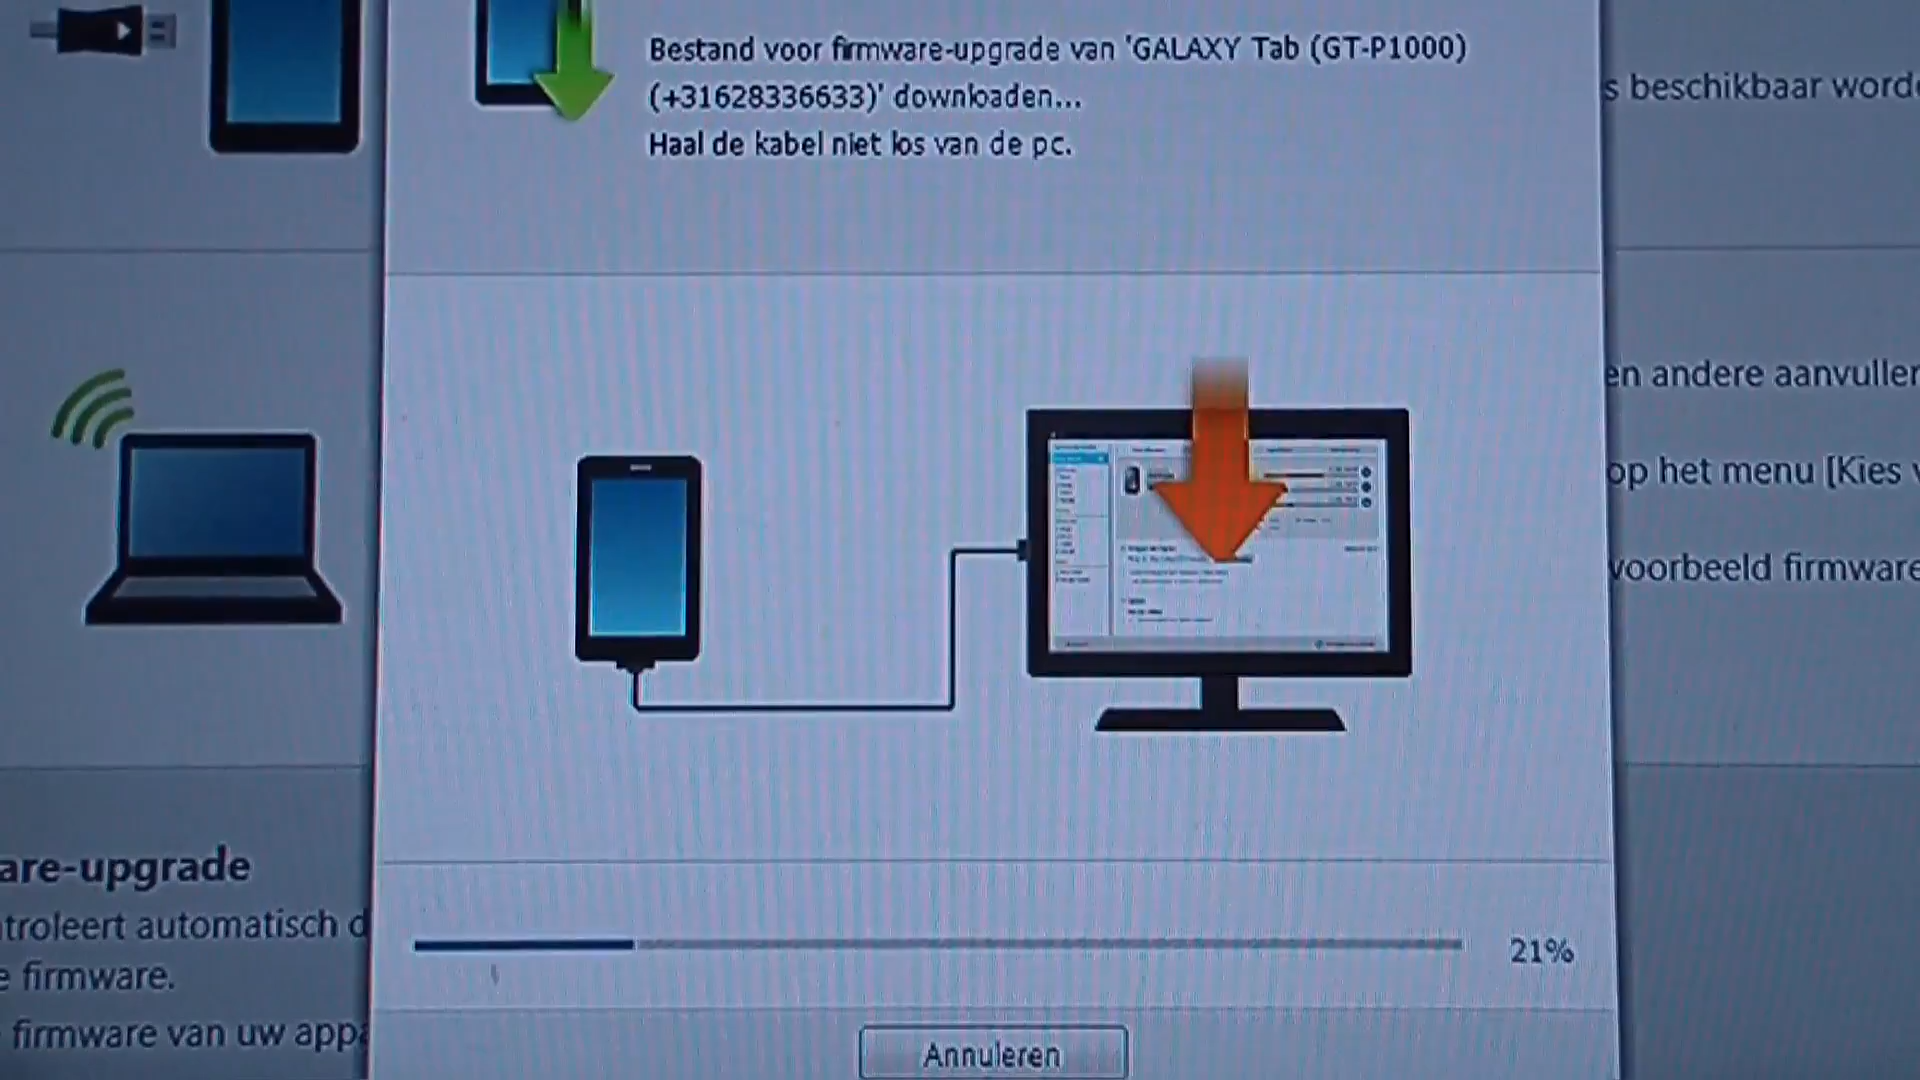 Bestand voor firmware-upgrade van 'GALAXY Tab (GT-P1000)
(+31628336633)' downloaden...
Haal de kabel niet los van de pc.
s beschikbaar worde
en andere aanvuller
op het menu [Kies v
voorbeeld firmware
are-upgrade
troleert automatisch d
e firmware.
firmware van uw appa
21%
Annuleren